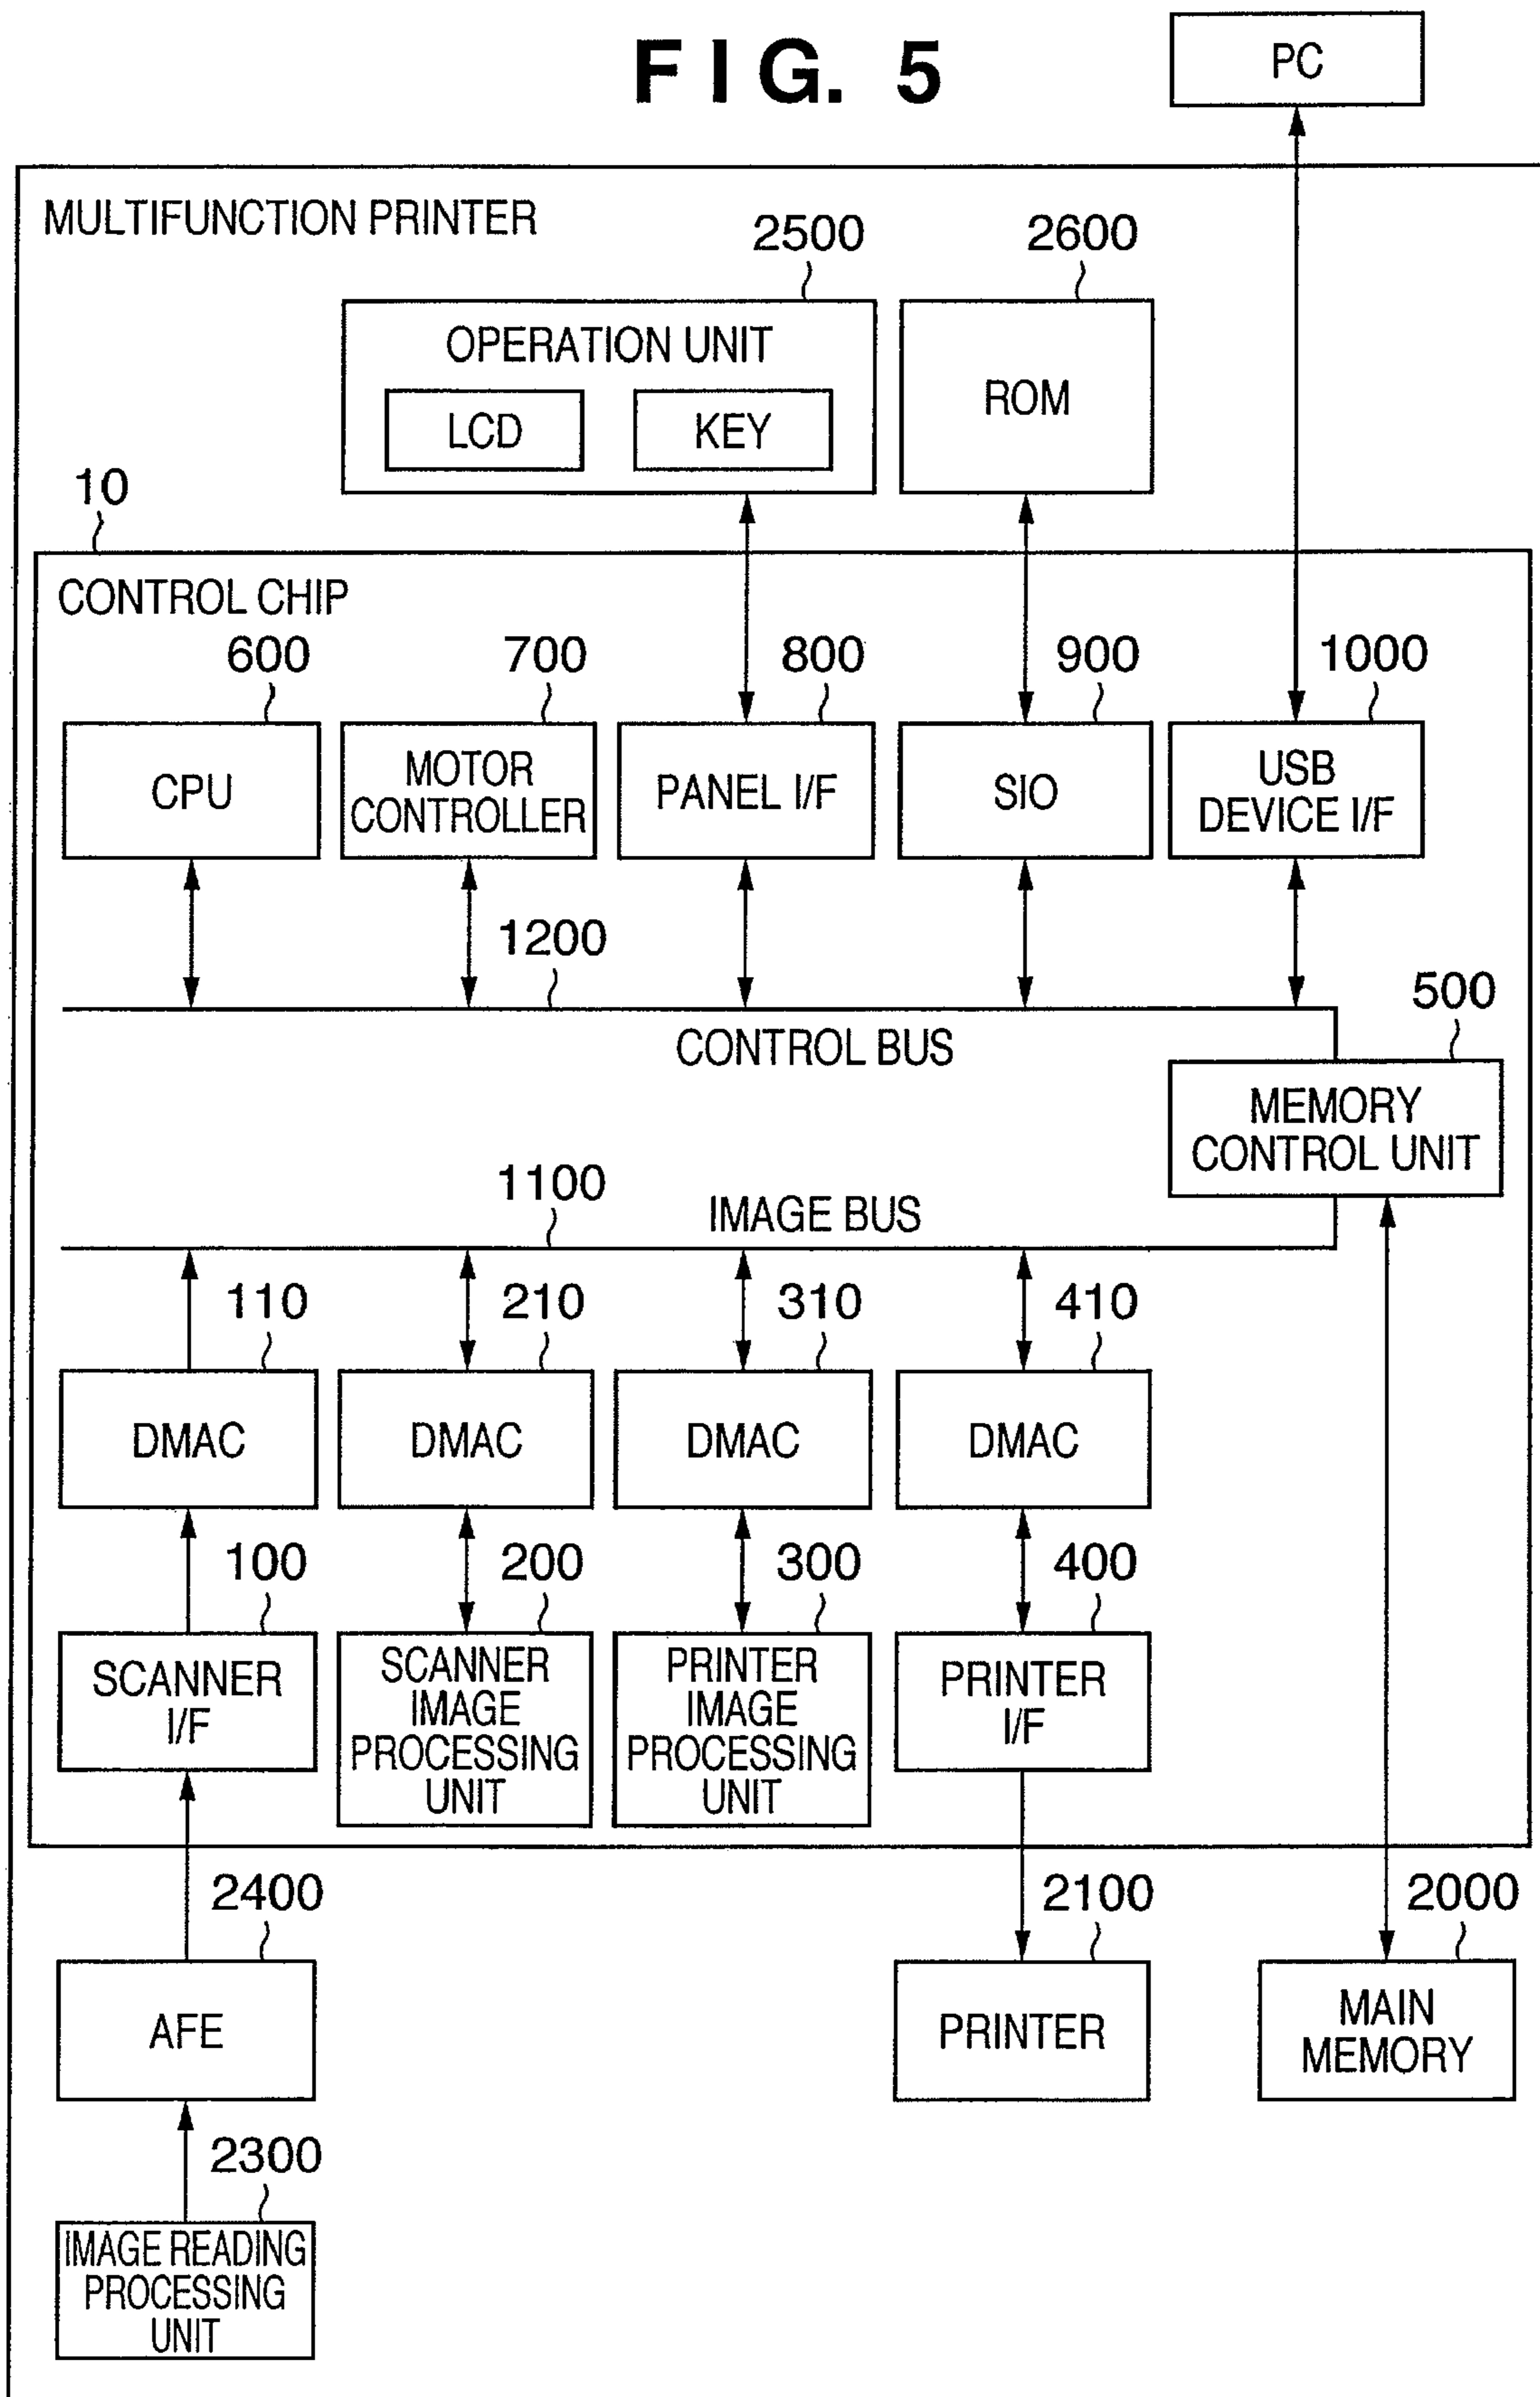 FIG. 5
PC
MULTIFUNCTION PRINTER
2500
2600
OPERATION UNIT
LCD
KEY
ROM
10
CONTROL CHIP
600
700
800
900
1000
CPU
MOTOR
CONTROLLER
PANEL I/F
SIO
USB
DEVICE I/F
1200
CONTROL BUS
500
MEMORY
CONTROL UNIT
1100
IMAGE BUS
110
210
310
410
DMAC
DMAC
DMAC
DMAC
100
200
300
400
SCANNER
I/F
SCANNER
IMAGE
PROCESSING
UNIT
PRINTER
IMAGE
PROCESSING
UNIT
PRINTER
I/F
2400
2100
2000
AFE
PRINTER
MAIN
MEMORY
2300
IMAGE READING
PROCESSING
UNIT